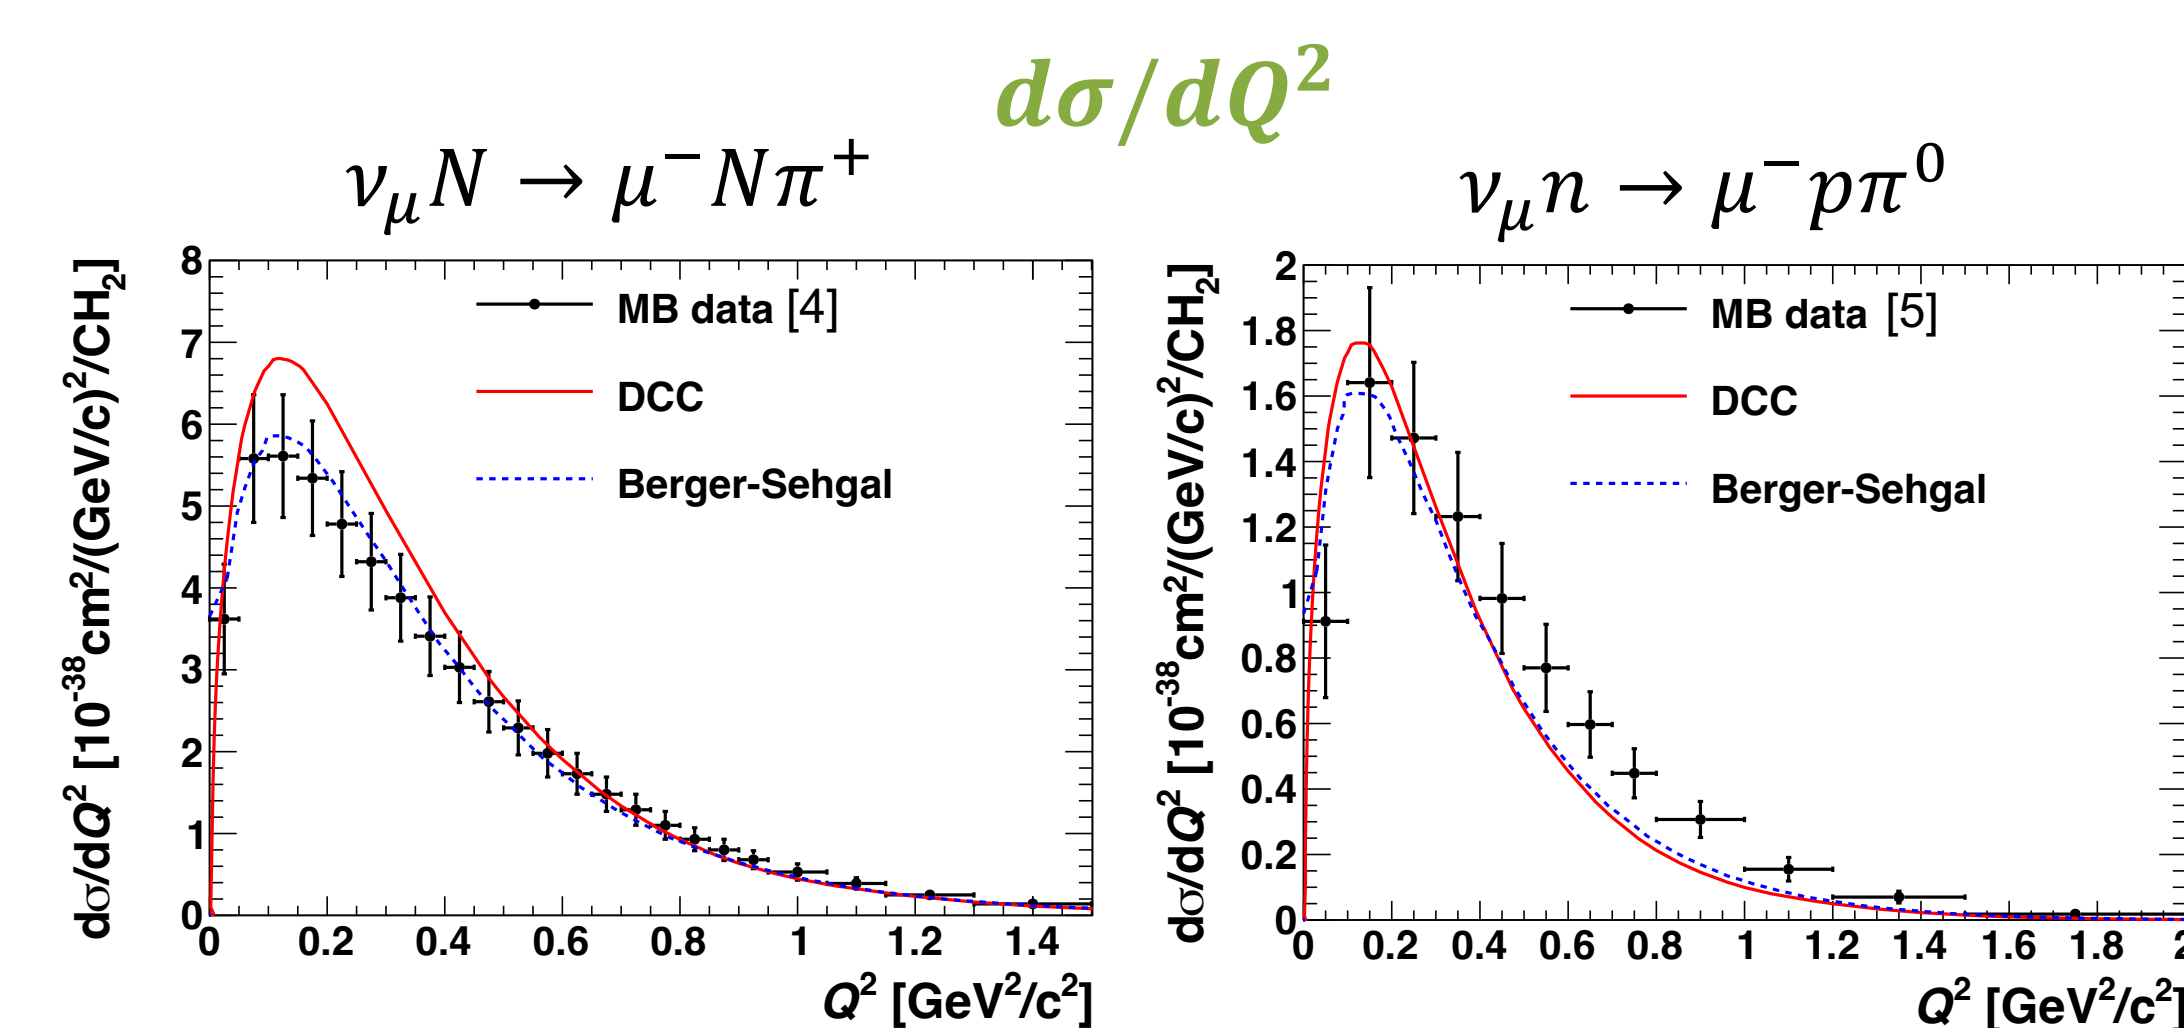 dσ/dQ²
ν_μN → μ⁻Nπ⁺
ν_μn → μ⁻pπ⁰
dσ/dQ² [10⁻³⁸cm²/(GeV/c)²/CH₂]
8
7
6
5
4
3
2
1
0
MB data [4]
DCC
Berger-Sehgal
0 0.2 0.4 0.6 0.8 1 1.2 1.4
Q² [GeV²/c²]
dσ/dQ² [10⁻³⁸cm²/(GeV/c)²/CH₂]
2
1.8
1.6
1.4
1.2
1
0.8
0.6
0.4
0.2
0
MB data [5]
DCC
Berger-Sehgal
0 0.2 0.4 0.6 0.8 1 1.2 1.4 1.6 1.8 2
Q² [GeV²/c²]